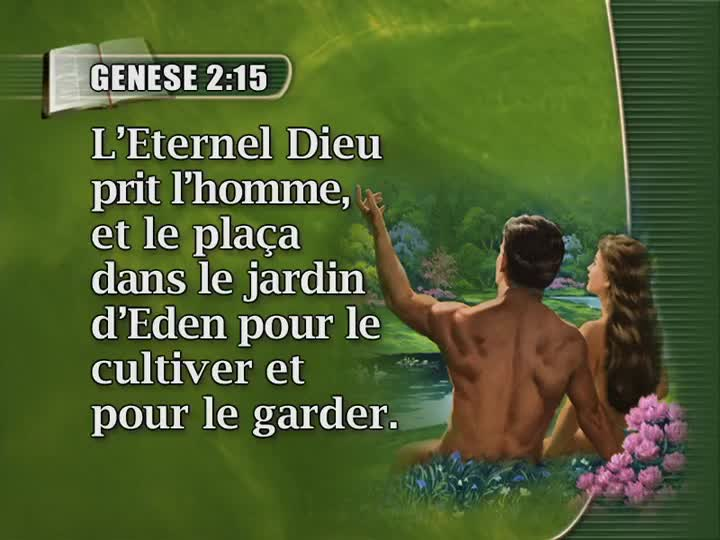 GENESE 2:15
L’Eternel Dieu
prit l’homme,
et le plaça
dans le jardin
d’Eden pour le
cultiver et
pour le garder.